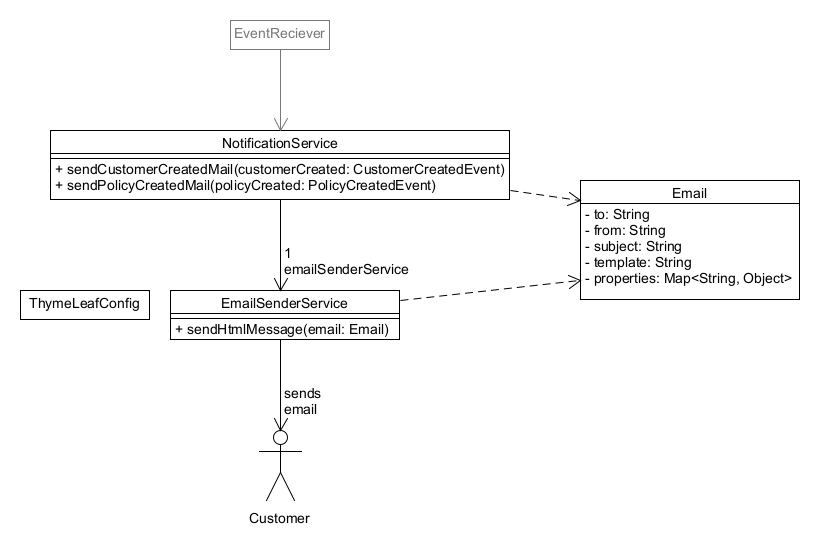 EventReciever
NotificationService
+ sendCustomerCreatedMail(customerCreated: CustomerCreatedEvent)
+ sendPolicyCreatedMail(policyCreated: PolicyCreatedEvent)
Email
- to: String
- from: String
- subject: String
- template: String
- properties: Map<String, Object>
1
emailSenderService
ThymeLeafConfig
EmailSenderService
+ sendHtmlMessage(email: Email)
sends
email
Customer